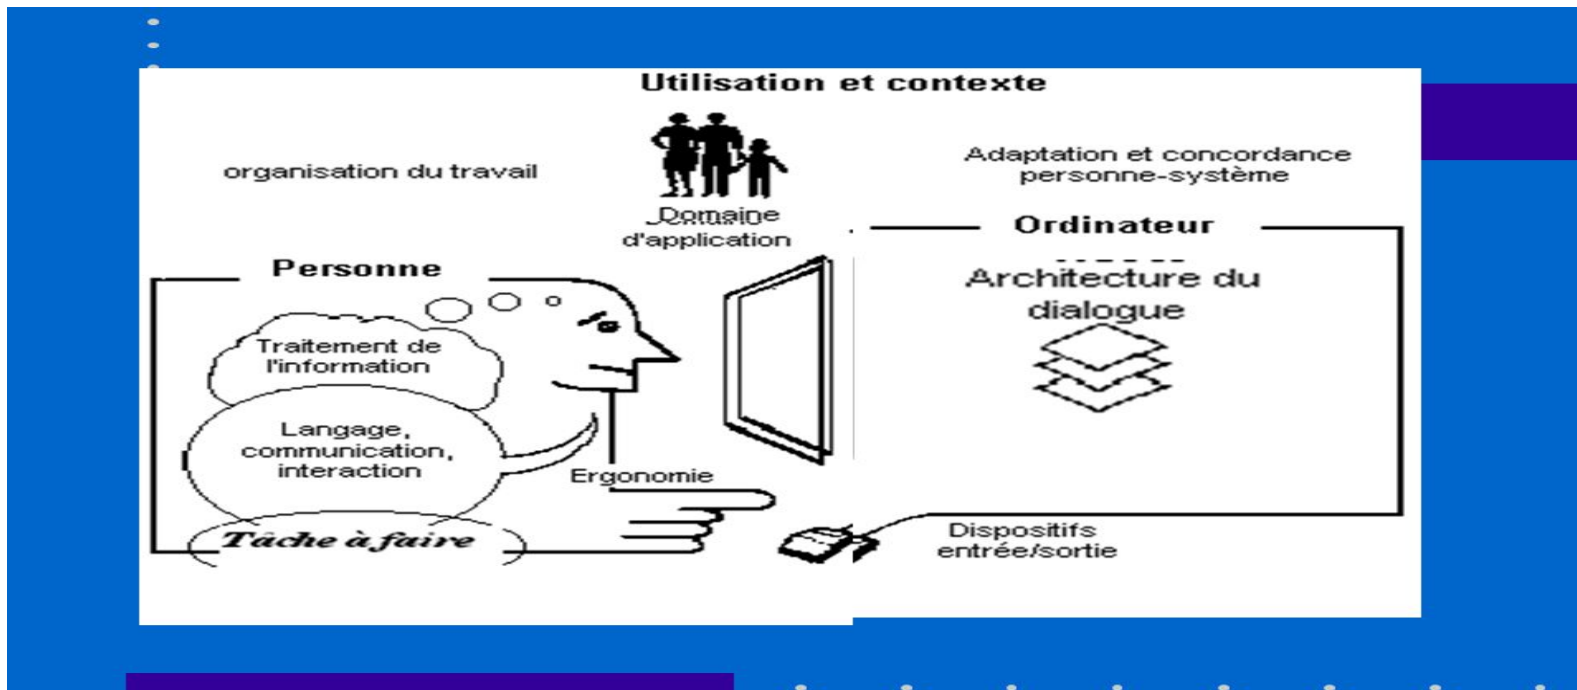 Utilisation et contexte
organisation du travail
Adaptation et concordance
personne-système
Domaine
d'application
Ordinateur
Personne
Architecture du
dialogue
Traitement de
l'information
Langage,
communication,
interaction
Ergonomie
Tâche à faire
Dispositifs
entrée/sortie